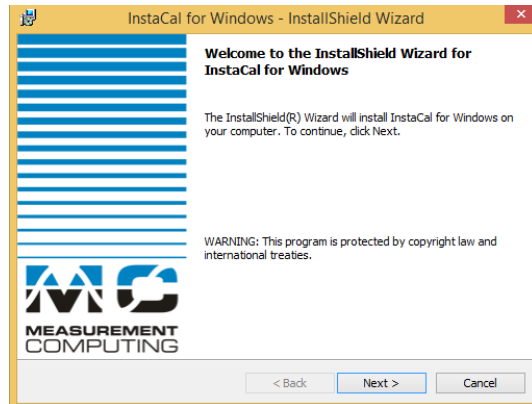 InstaCal for Windows - InstallShield Wizard
Welcome to the InstallShield Wizard for
InstaCal for Windows
The InstallShield(R) Wizard will install InstaCal for Windows on
your computer. To continue, click Next.
WARNING: This program is protected by copyright law and
international treaties.
MC
MEASUREMENT
COMPUTING
< Back
Next >
Cancel